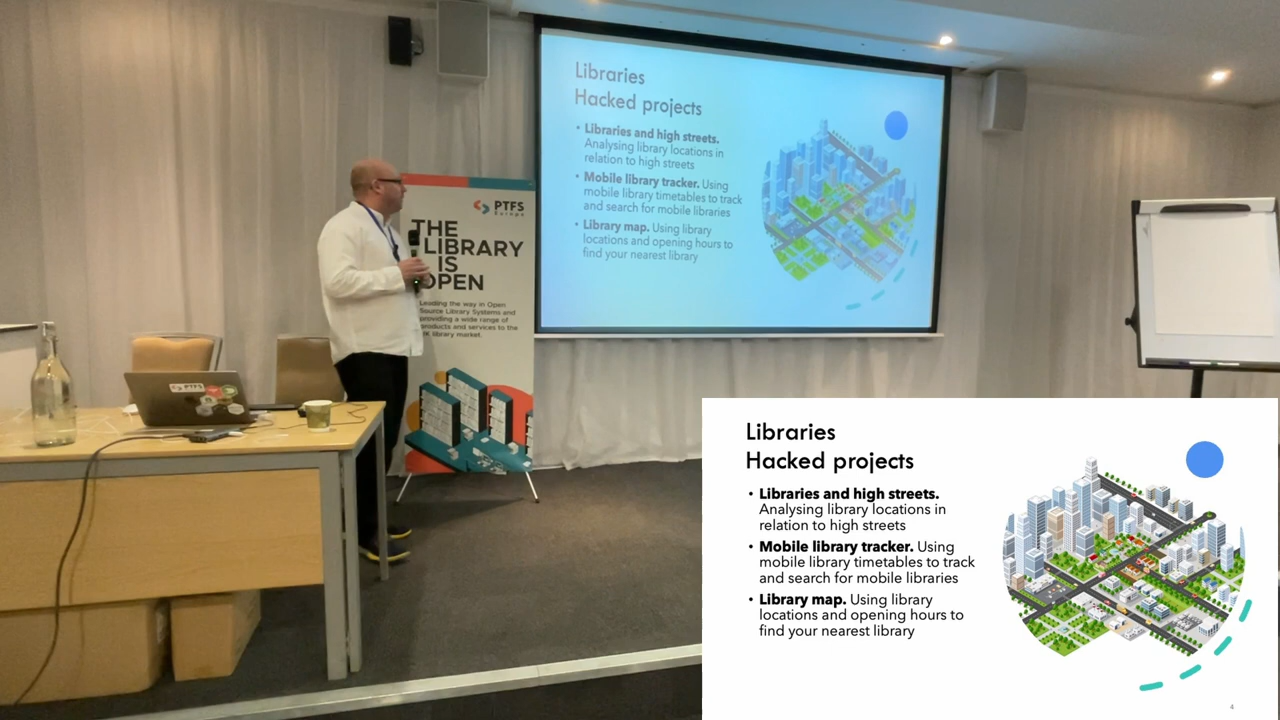 Libraries
Hacked projects
• Libraries and high streets.
Analysing library locations in
relation to high streets
• Mobile library tracker. Using
mobile library timetables to track
and search for mobile libraries
• Library map. Using library
locations and opening hours to
find your nearest library
PTFS
Europe
THE
LIBRARY
IS
OPEN
Leading the way in Open
Source Library Systems and
providing a wide range of
products and services to the
UK library market.
PTFS
Libraries
Hacked projects
• Libraries and high streets.
Analysing library locations in
relation to high streets
• Mobile library tracker. Using
mobile library timetables to track
and search for mobile libraries
• Library map. Using library
locations and opening hours to
find your nearest library
4